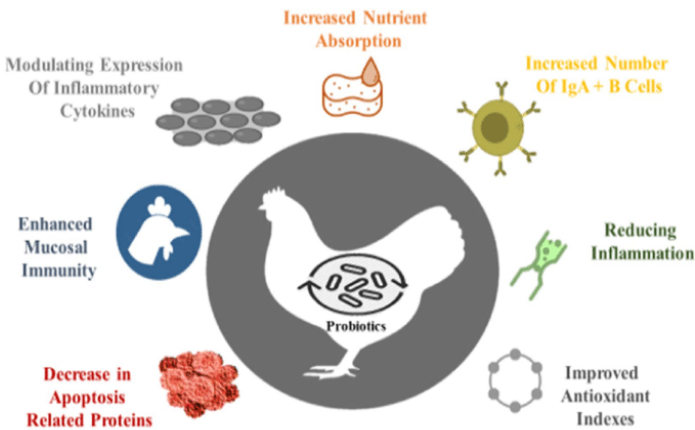 Increased Nutrient
Absorption
Modulating Expression
Of Inflammatory
Cytokines
Increased Number
Of IgA + B Cells
Enhanced
Mucosal
Immunity
Reducing
Inflammation
Probiotics
Decrease in
Apoptosis
Related Proteins
Improved
Antioxidant
Indexes